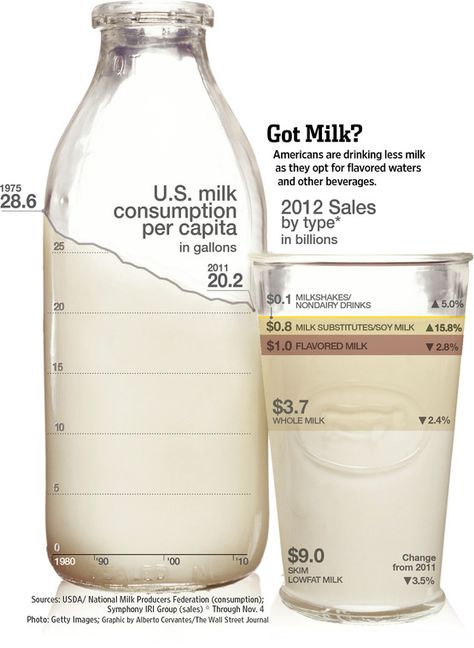 Got Milk?
Americans are drinking less milk
as they opt for flavored waters
and other beverages.
1975
28.6
U.S. milk
consumption
per capita
in gallons
2011
20.2
25
20
15
10
5
0
1980
'90
'00
'10
2012 Sales
by type*
in billions
$0.1 MILKSHAKES/
NONDAIRY DRINKS
▲5.0%
$0.8 MILK SUBSTITUTES/SOY MILK ▲15.8%
$1.0 FLAVORED MILK ▼2.8%
$3.7
WHOLE MILK ▼2.4%
$9.0
SKIM
LOWFAT MILK
Change
from 2011
▼3.5%
Sources: USDA/ National Milk Producers Federation (consumption);
Symphony IRI Group (sales) * Through Nov. 4
Photo: Getty Images; Graphic by Alberto Cervantes/The Wall Street Journal